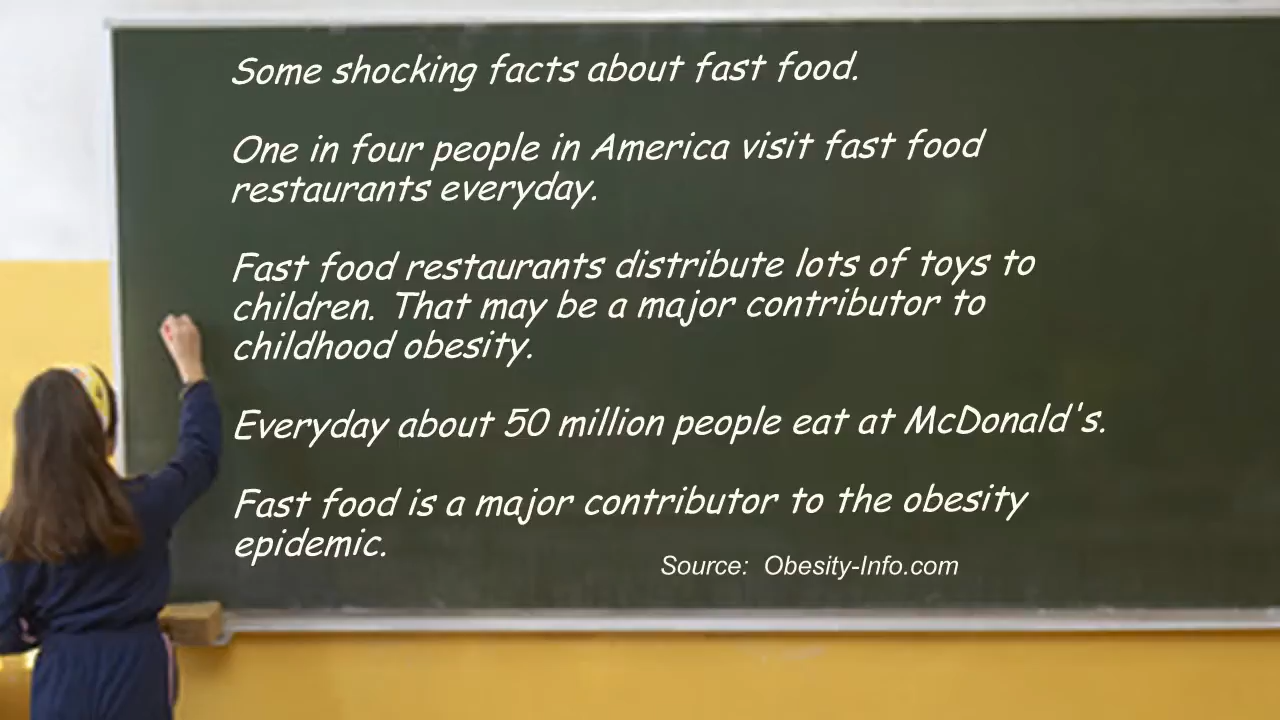 Some shocking facts about fast food.
One in four people in America visit fast food
restaurants everyday.
Fast food restaurants distribute lots of toys to
children. That may be a major contributor to
childhood obesity.
Everyday about 50 million people eat at McDonald's.
Fast food is a major contributor to the obesity
epidemic.
Source: Obesity-Info.com